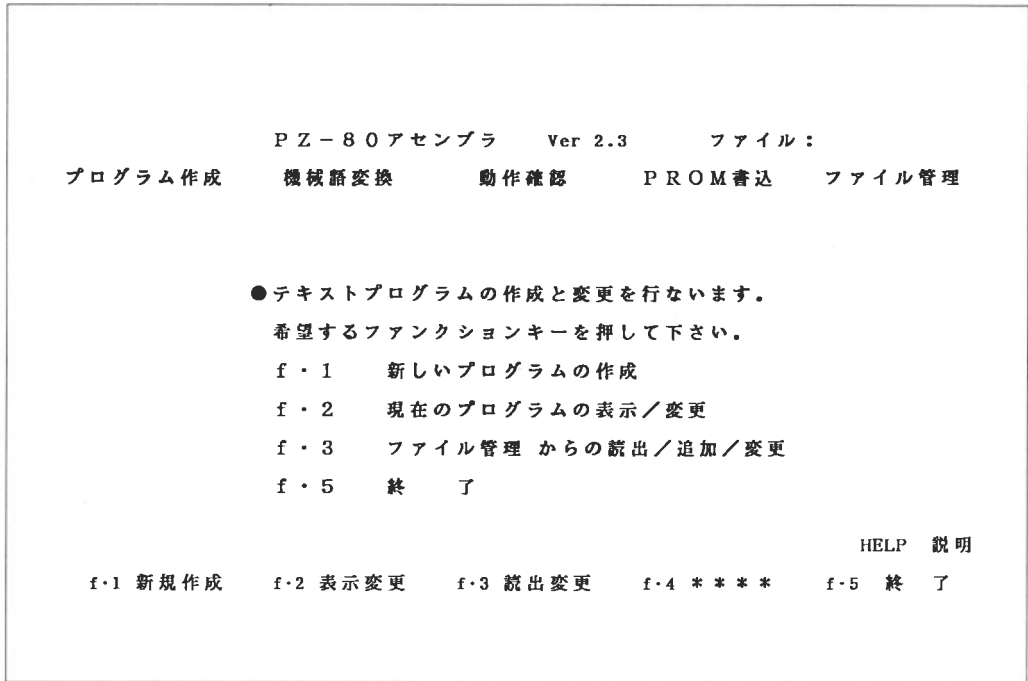 PZ-80アセンブラ Ver 2.3 ファイル:
プログラム作成 機械語変換 動作確認 PROM書込 ファイル管理
●テキストプログラムの作成と変更を行ないます.
希望するファンクションキーを押して下さい.
f・1 新しいプログラムの作成
f・2 現在のプログラムの表示/変更
f・3 ファイル管理 からの読出/追加/変更
f・5 終 了
HELP 説明
f・1 新規作成 f・2 表示変更 f・3 読出変更 f・4 **** f・5 終 了